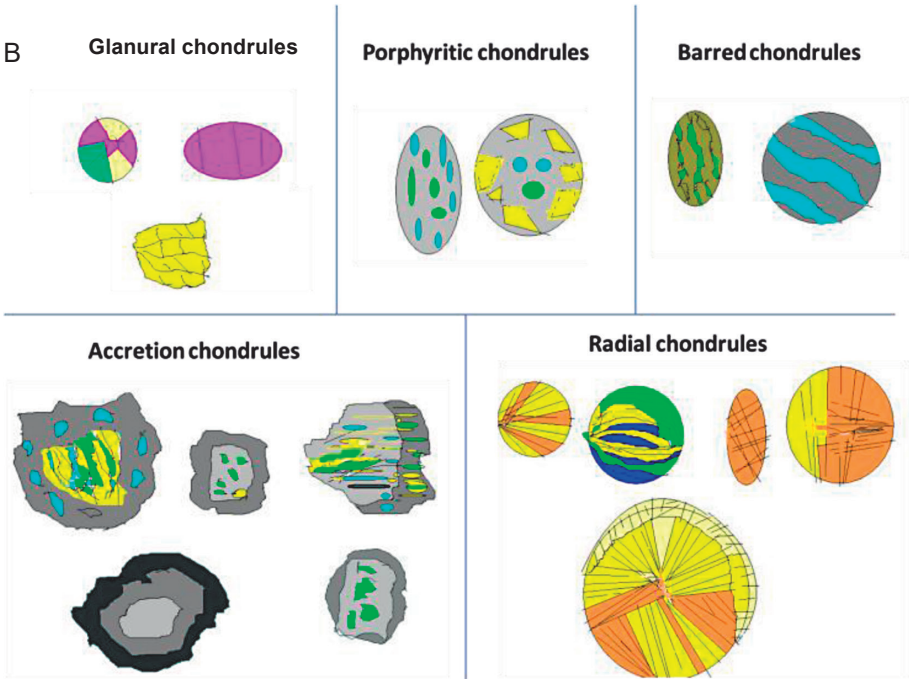 B
Glanural chondrules
Porphyritic chondrules
Barred chondrules
Accretion chondrules
Radial chondrules